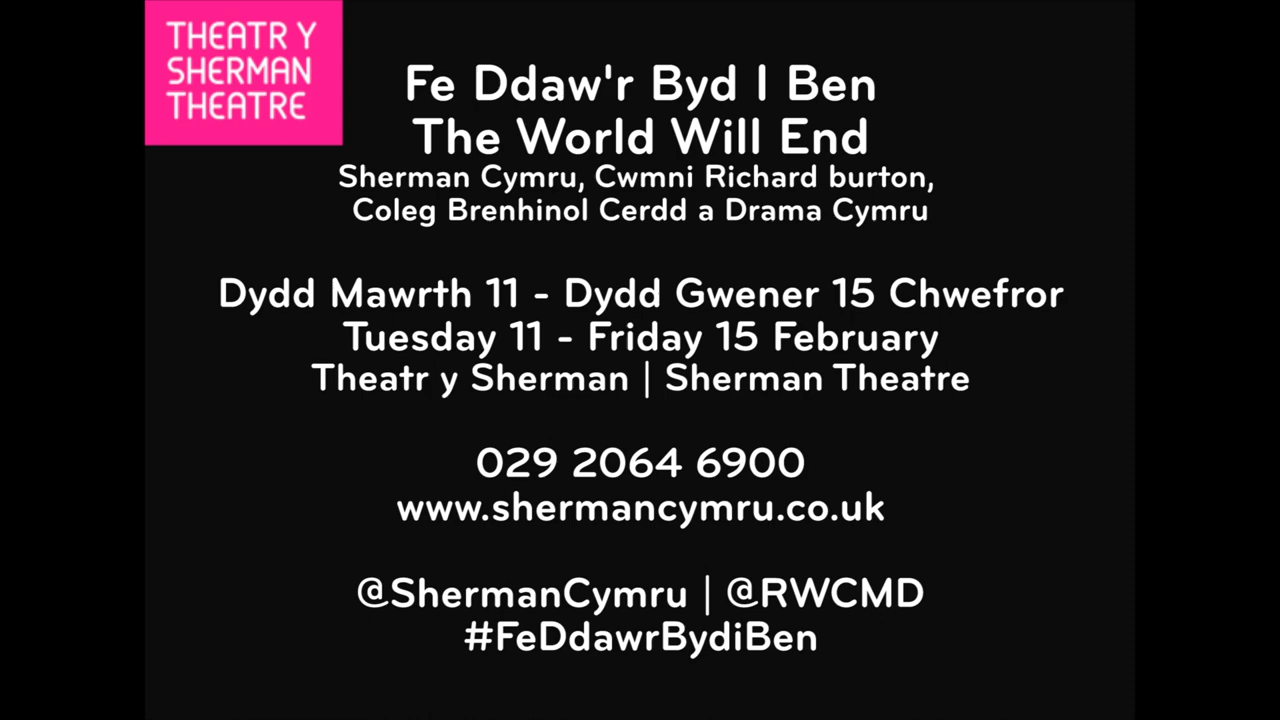 THEATR Y
SHERMAN
THEATRE
Fe Ddaw'r Byd I Ben
The World Will End
Sherman Cymru, Cwmni Richard burton,
Coleg Brenhinol Cerdd a Drama Cymru
Dydd Mawrth 11 - Dydd Gwener 15 Chwefror
Tuesday 11 - Friday 15 February
Theatr y Sherman | Sherman Theatre
029 2064 6900
www.shermancymru.co.uk
@ShermanCymru | @RWCMD
#FeDdawrBydiBen